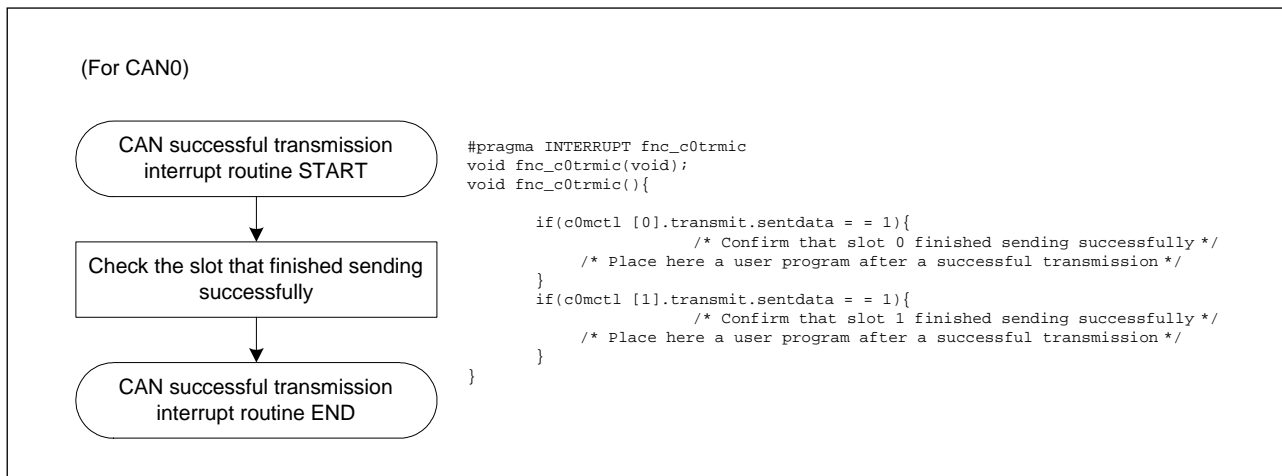 (For CAN0)
CAN successful transmission
interrupt routine START
Check the slot that finished sending
successfully
CAN successful transmission
interrupt routine END
#pragma INTERRUPT fnc_c0trmic
void fnc_c0trmic(void);
void fnc_c0trmic(){
if(c0mctl [0].transmit.sentdata = = 1){
/* Confirm that slot 0 finished sending successfully */
/* Place here a user program after a successful transmission */
}
if(c0mctl [1].transmit.sentdata = = 1){
/* Confirm that slot 1 finished sending successfully */
/* Place here a user program after a successful transmission */
}
}